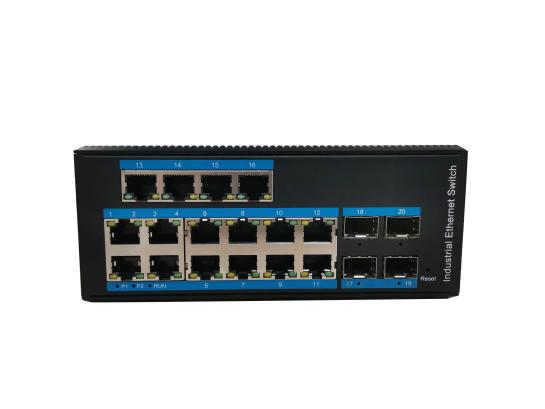 13 14 15 16
1 2 3 4 6 8 10 12 18 20
P1 P2 RUN 5 7 9 11 17 19
Reset
Industrial Ethernet Switch